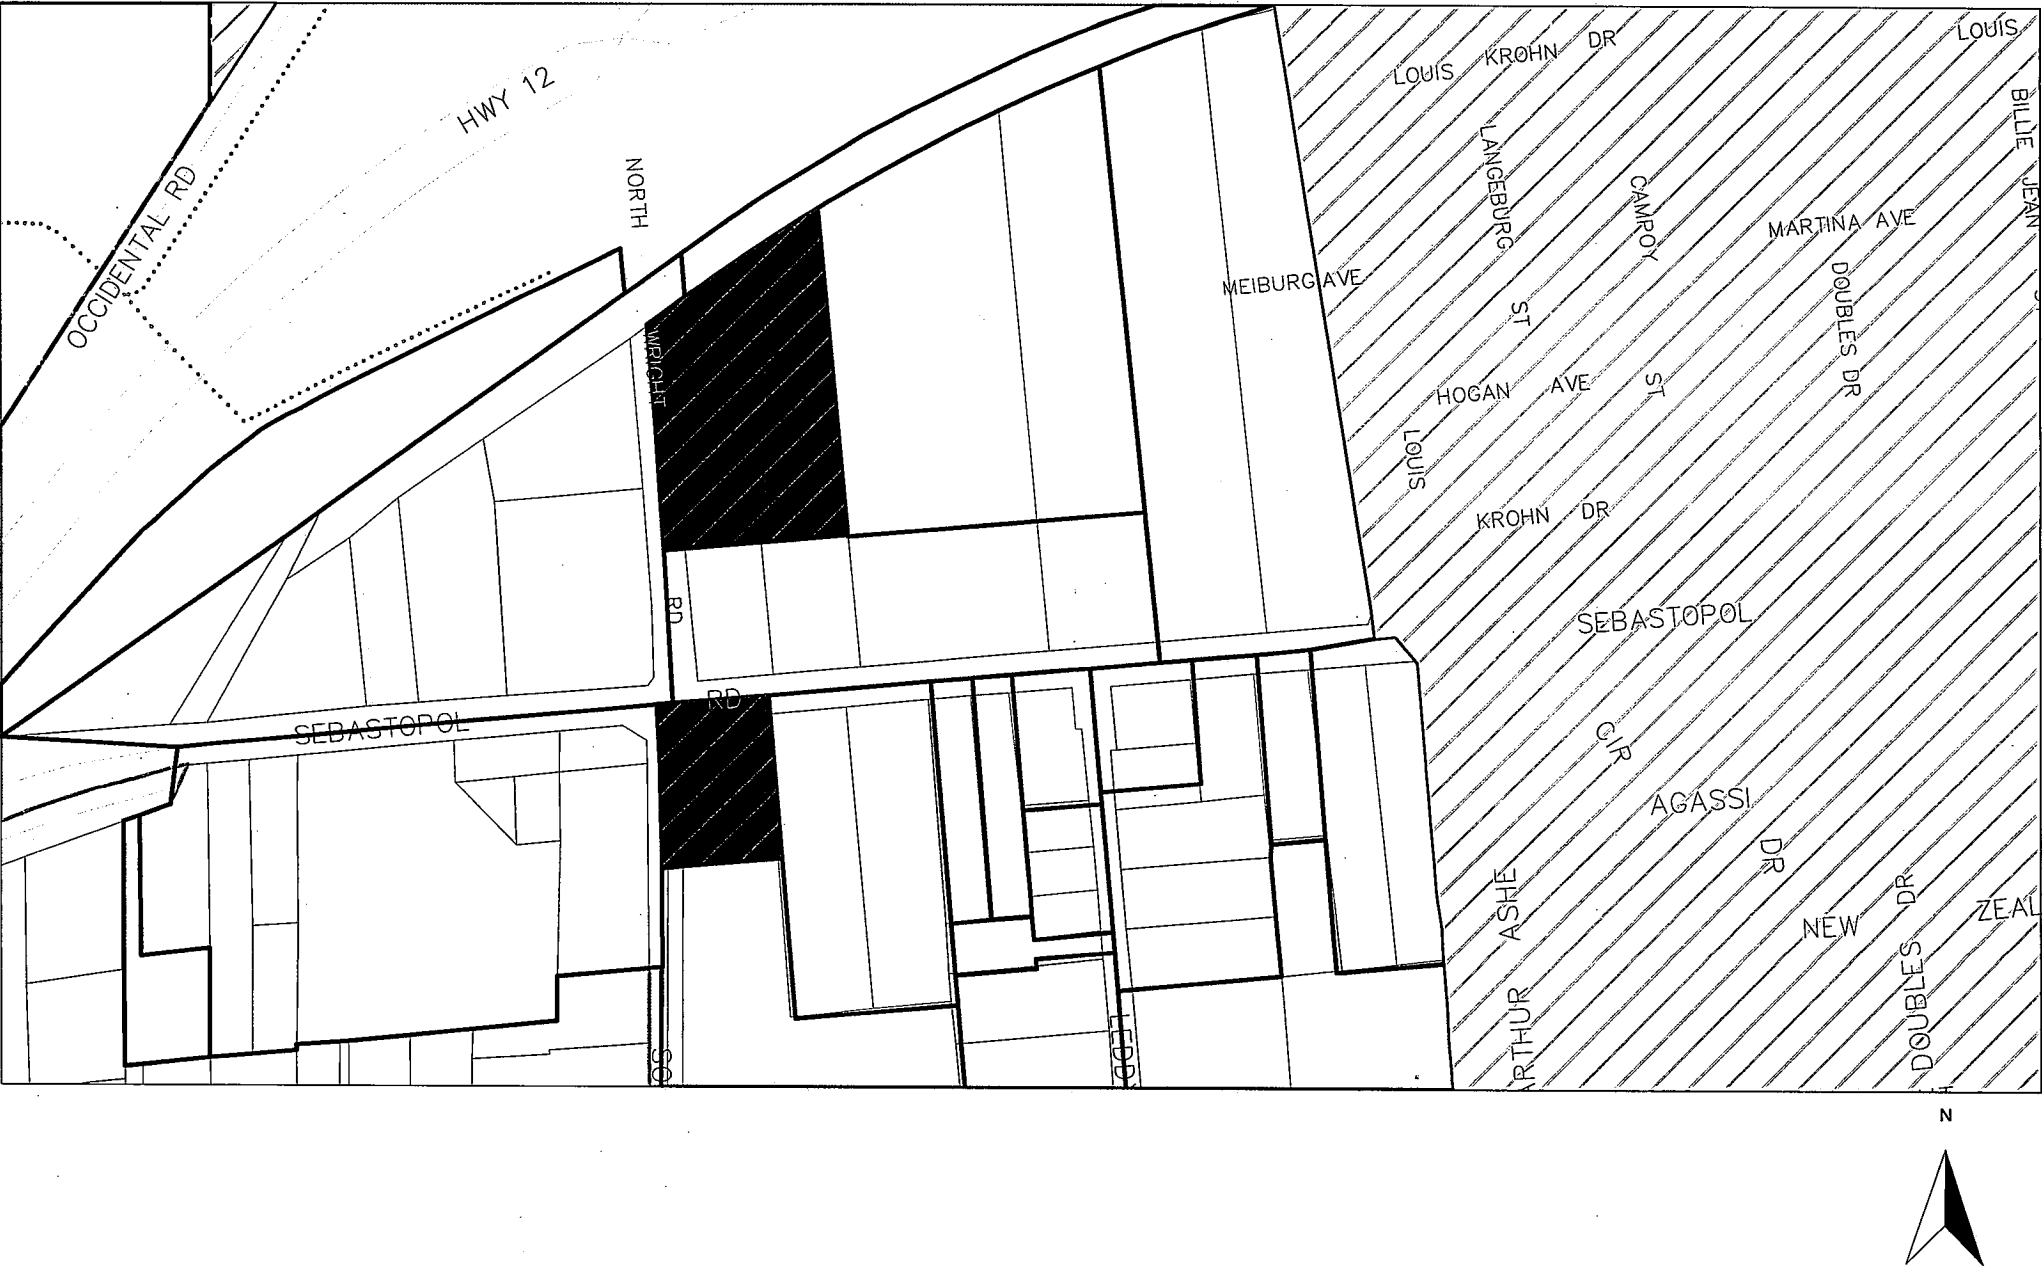 LOUIS
LOUIS KROHN DR
HWY 12
BILLIE JEAN
LANGEBURG ST
CAMPOY ST
NORTH WRIGHT RD
OCCIDENTAL RD
MARTINA AVE
MEIBURG AVE
DOUBLES DR
HOGAN AVE
LOUIS
KROHN DR
SEBASTOPOL
SEBASTOPOL RD
CIR
AGASSI
DR
ARTHUR ASHE
NEW ZEAL
DOUBLES DR
SO
LEDDY
N